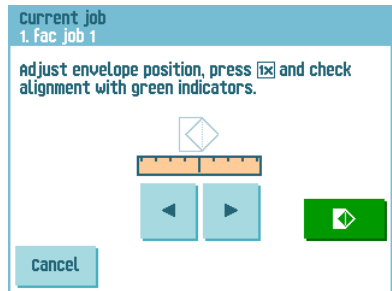 Current job
1. Fac job 1
Adjust envelope position, press 1x and check
alignment with green indicators.
Cancel